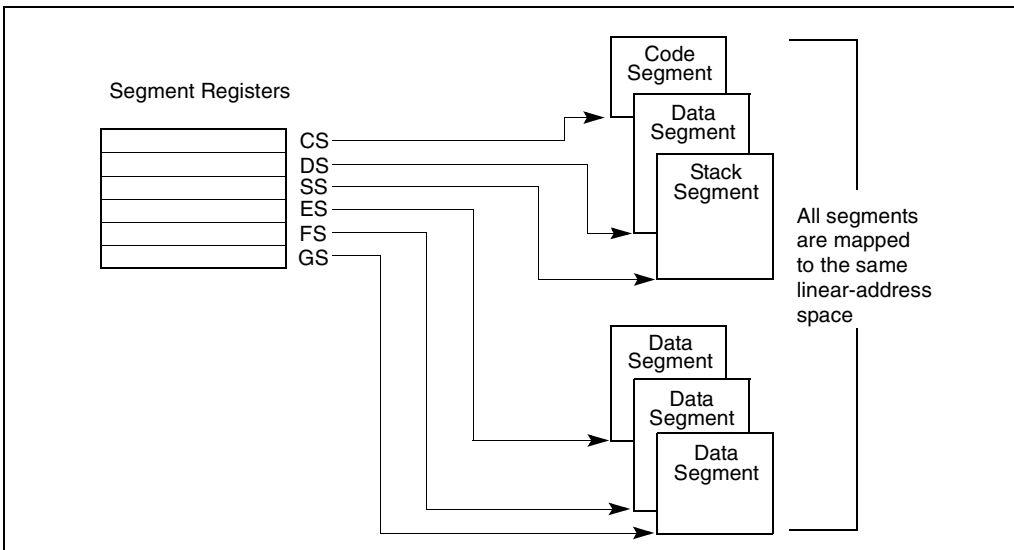 Segment Registers
CS
DS
SS
ES
FS
GS
Code
Segment
Data
Segment
Stack
Segment
Data
Segment
Data
Segment
Data
Segment
All segments
are mapped
to the same
linear-address
space